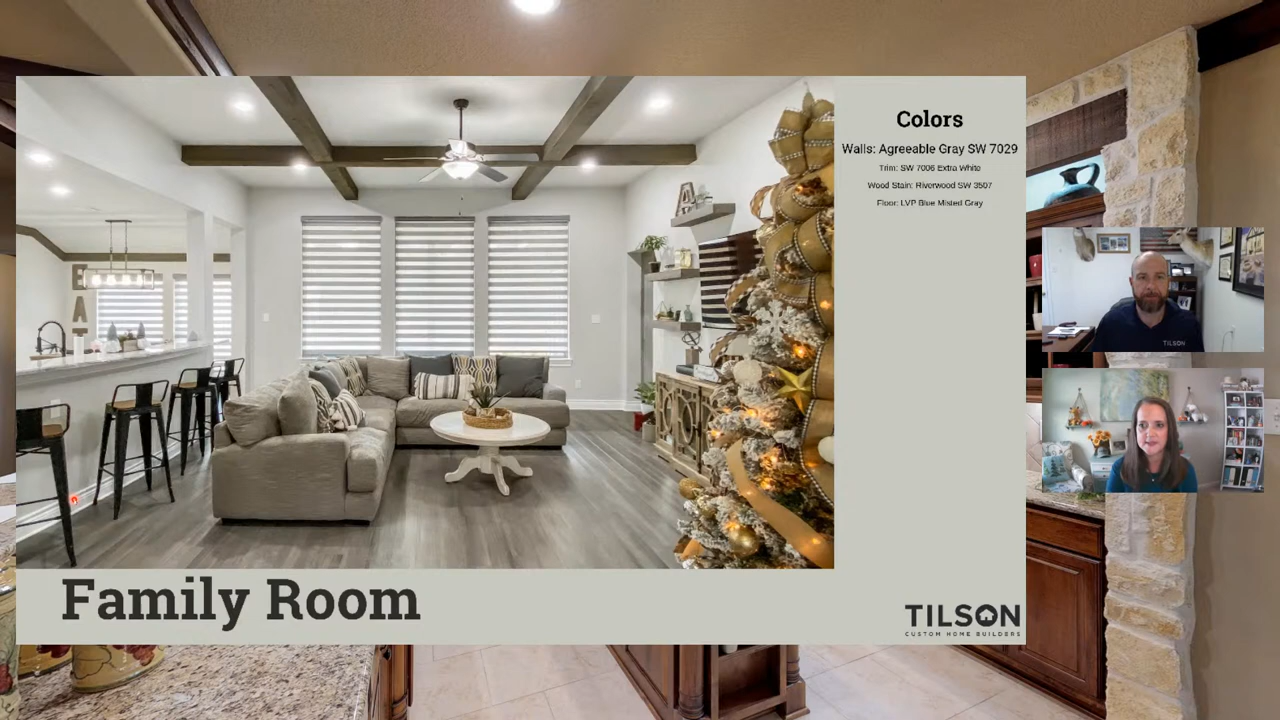 Colors
Walls: Agreeable Gray SW 7029
Trim: SW 7006 Extra White
Wood Stain: Riverwood SW 3507
Floor: LVP Blue Misted Gray
EAT
Family Room
TILSON
CUSTOM HOME BUILDERS
TILSON